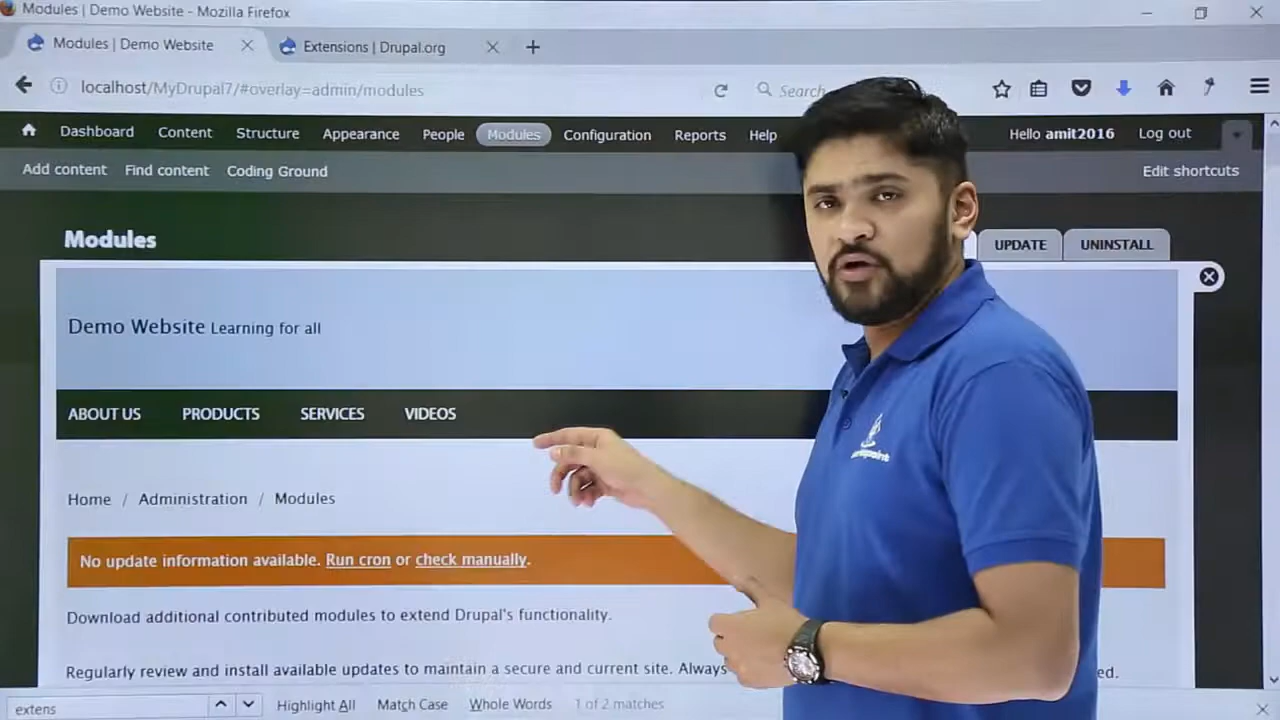 Modules | Demo Website - Mozilla Firefox
Modules | Demo Website
Extensions | Drupal.org
localhost/MyDrupal7/#overlay=admin/modules
Search
Dashboard Content Structure Appearance People Modules Configuration Reports Help
Hello amit2016 Log out
Add content Find content Coding Ground
Edit shortcuts
Modules
UPDATE UNINSTALL
Demo Website Learning for all
ABOUT US PRODUCTS SERVICES VIDEOS
Home / Administration / Modules
No update information available. Run cron or check manually.
Download additional contributed modules to extend Drupal's functionality.
Regularly review and install available updates to maintain a secure and current site. Always
extens
Highlight All Match Case Whole Words 1 of 2 matches